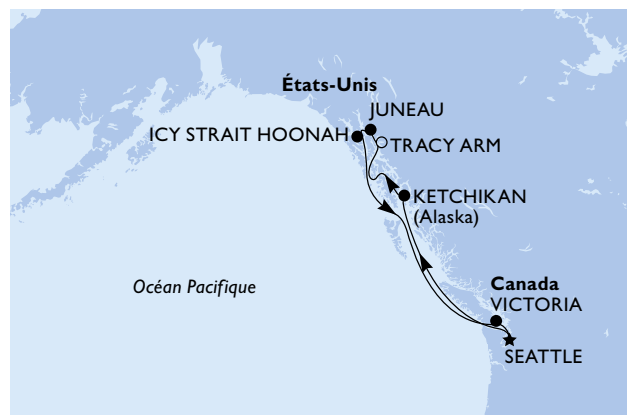 États-Unis
JUNEAU
ICY STRAIT HOONAH
TRACY ARM
KETCHIKAN
(Alaska)
Océan Pacifique
Canada
VICTORIA
SEATTLE